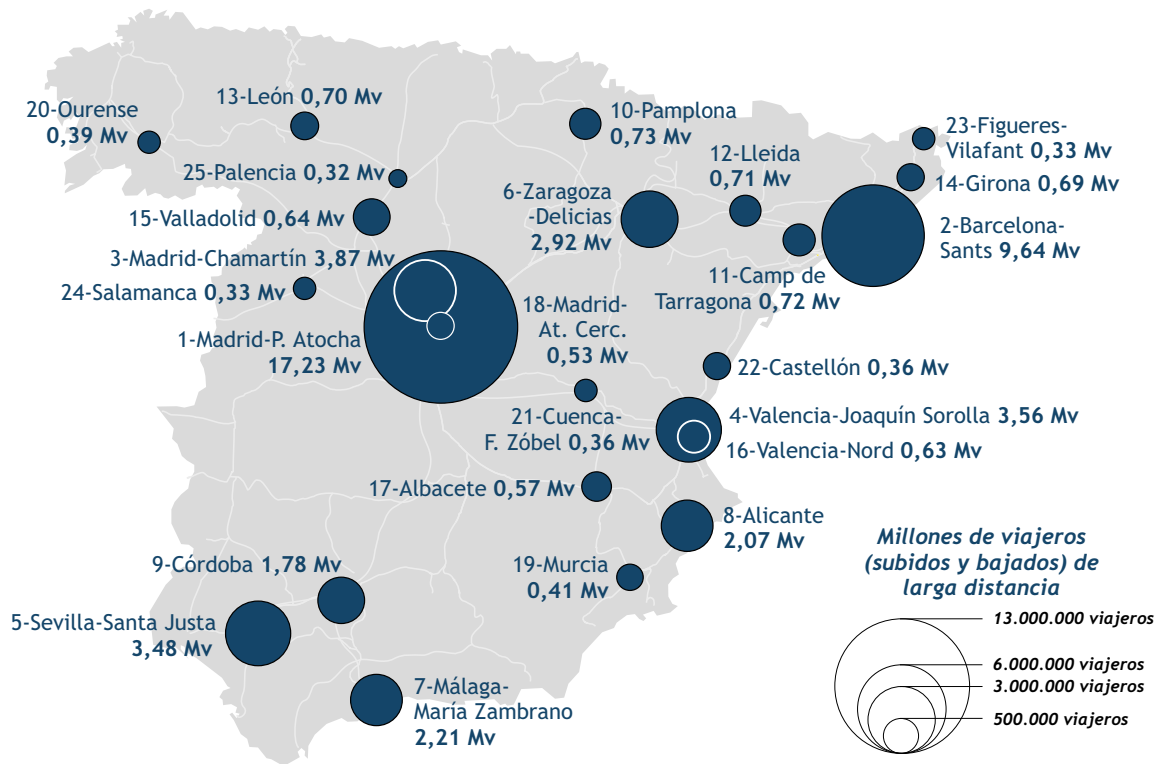 20-Ourense
0,39 Mv
13-León 0,70 Mv
10-Pamplona
0,73 Mv
23-Figueres-
Vilafant 0,33 Mv
12-Lleida
0,71 Mv
25-Palencia 0,32 Mv
14-Girona 0,69 Mv
6-Zaragoza
-Delicias
2,92 Mv
15-Valladolid 0,64 Mv
2-Barcelona-
Sants 9,64 Mv
3-Madrid-Chamartín 3,87 Mv
24-Salamanca 0,33 Mv
11-Camp de
Tarragona 0,72 Mv
18-Madrid-
At. Cerc.
0,53 Mv
1-Madrid-P. Atocha
17,23 Mv
22-Castellón 0,36 Mv
21-Cuenca-
F. Zóbel 0,36 Mv
4-Valencia-Joaquín Sorolla 3,56 Mv
16-Valencia-Nord 0,63 Mv
17-Albacete 0,57 Mv
8-Alicante
2,07 Mv
9-Córdoba 1,78 Mv
19-Murcia
0,41 Mv
5-Sevilla-Santa Justa
3,48 Mv
7-Málaga-
María Zambrano
2,21 Mv
Millones de viajeros
(subidos y bajados) de
larga distancia
13.000.000 viajeros
6.000.000 viajeros
3.000.000 viajeros
500.000 viajeros